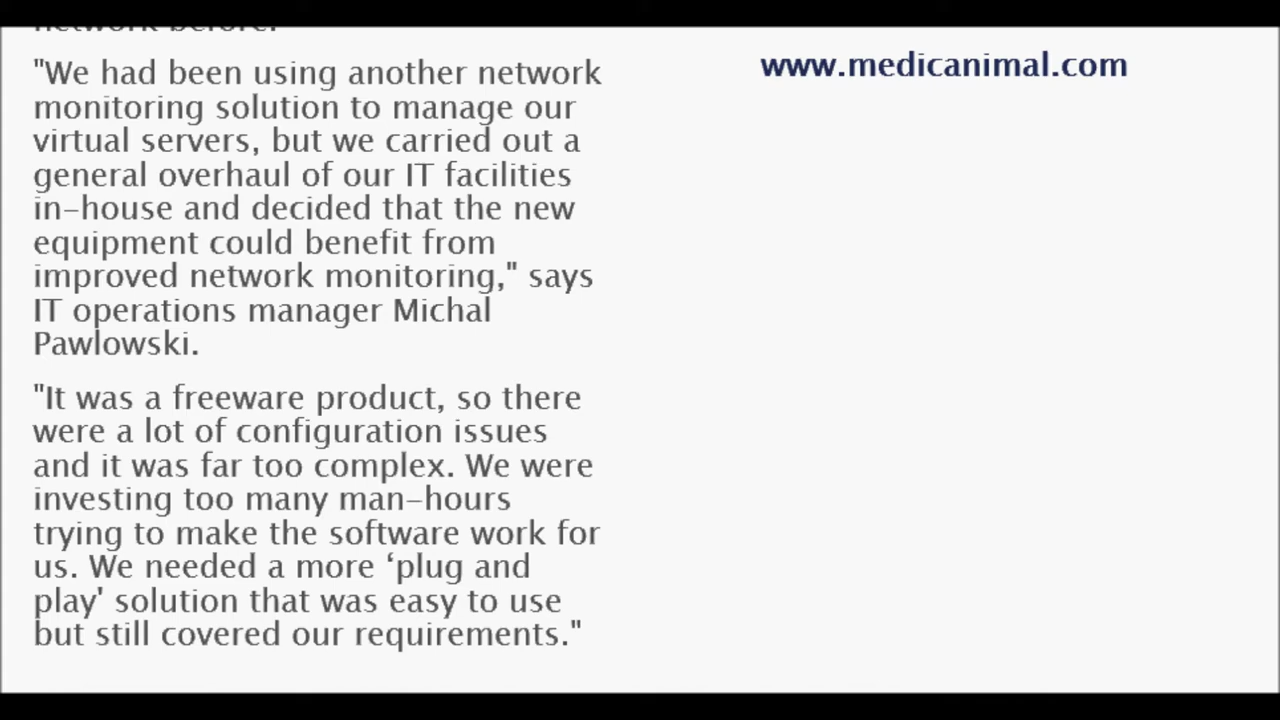 network before.
"We had been using another network
monitoring solution to manage our
virtual servers, but we carried out a
general overhaul of our IT facilities
in-house and decided that the new
equipment could benefit from
improved network monitoring," says
IT operations manager Michal
Pawlowski.
"It was a freeware product, so there
were a lot of configuration issues
and it was far too complex. We were
investing too many man-hours
trying to make the software work for
us. We needed a more ‘plug and
play' solution that was easy to use
but still covered our requirements."
www.medicanimal.com